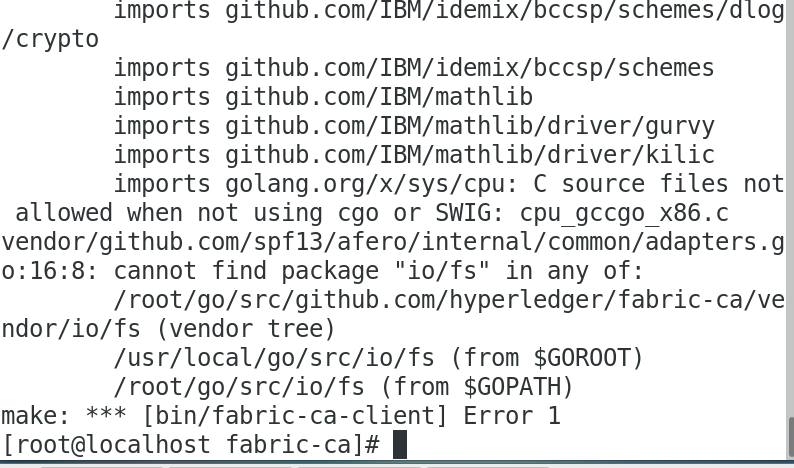 imports github.com/IBM/idemix/bccsp/schemes/dlog
/crypto
        imports github.com/IBM/idemix/bccsp/schemes
        imports github.com/IBM/mathlib
        imports github.com/IBM/mathlib/driver/gurvy
        imports github.com/IBM/mathlib/driver/kilic
        imports golang.org/x/sys/cpu: C source files not
 allowed when not using cgo or SWIG: cpu_gccgo_x86.c
vendor/github.com/spf13/afero/internal/common/adapters.g
o:16:8: cannot find package "io/fs" in any of:
        /root/go/src/github.com/hyperledger/fabric-ca/ve
ndor/io/fs (vendor tree)
        /usr/local/go/src/io/fs (from $GOROOT)
        /root/go/src/io/fs (from $GOPATH)
make: *** [bin/fabric-ca-client] Error 1
[root@localhost fabric-ca]#